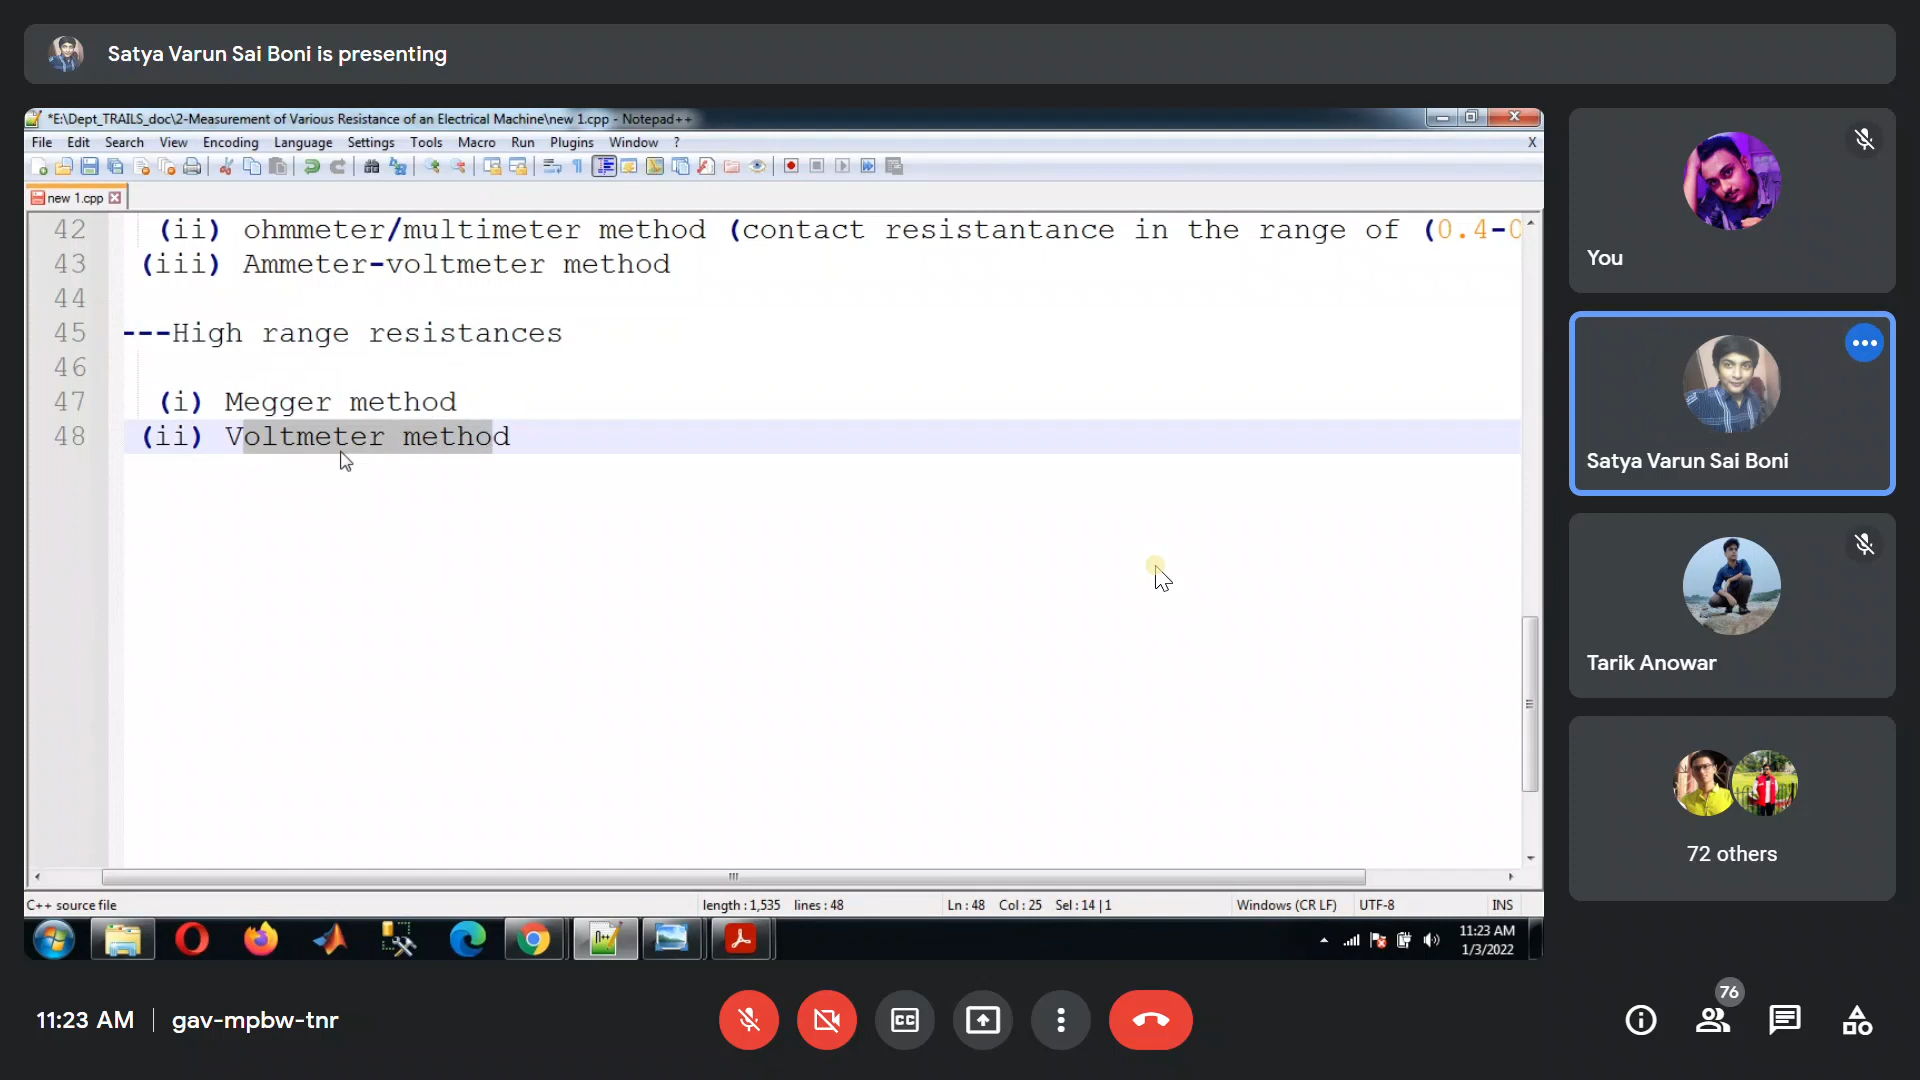 Satya Varun Sai Boni is presenting
*E:\Dept_TRAILS_doc\2-Measurement of Various Resistance of an Electrical Machine\new 1.cpp - Notepad++
File Edit Search View Encoding Language Settings Tools Macro Run Plugins Window ? X
new 1.cpp
42 (ii) ohmmeter/multimeter method (contact resistantance in the range of (0.4-0
43 (iii) Ammeter-voltmeter method
44
45 ---High range resistances
46
47 (i) Megger method
48 (ii) Voltmeter method
C++ source file length : 1,535 lines : 48 Ln : 48 Col : 25 Sel : 14 | 1 Windows (CR LF) UTF-8 INS
11:23 AM
1/3/2022
You
Satya Varun Sai Boni
Tarik Anowar
72 others
11:23 AM | gav-mpbw-tnr
CC
76